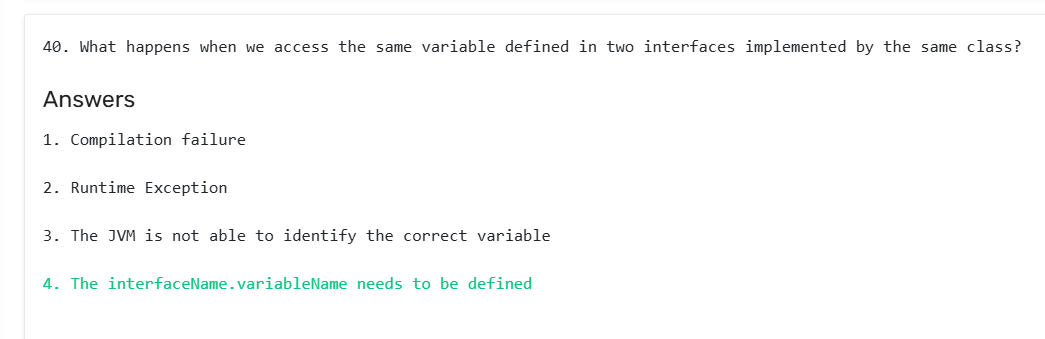 40. What happens when we access the same variable defined in two interfaces implemented by the same class?
Answers
1. Compilation failure
2. Runtime Exception
3. The JVM is not able to identify the correct variable
4. The interfaceName.variableName needs to be defined